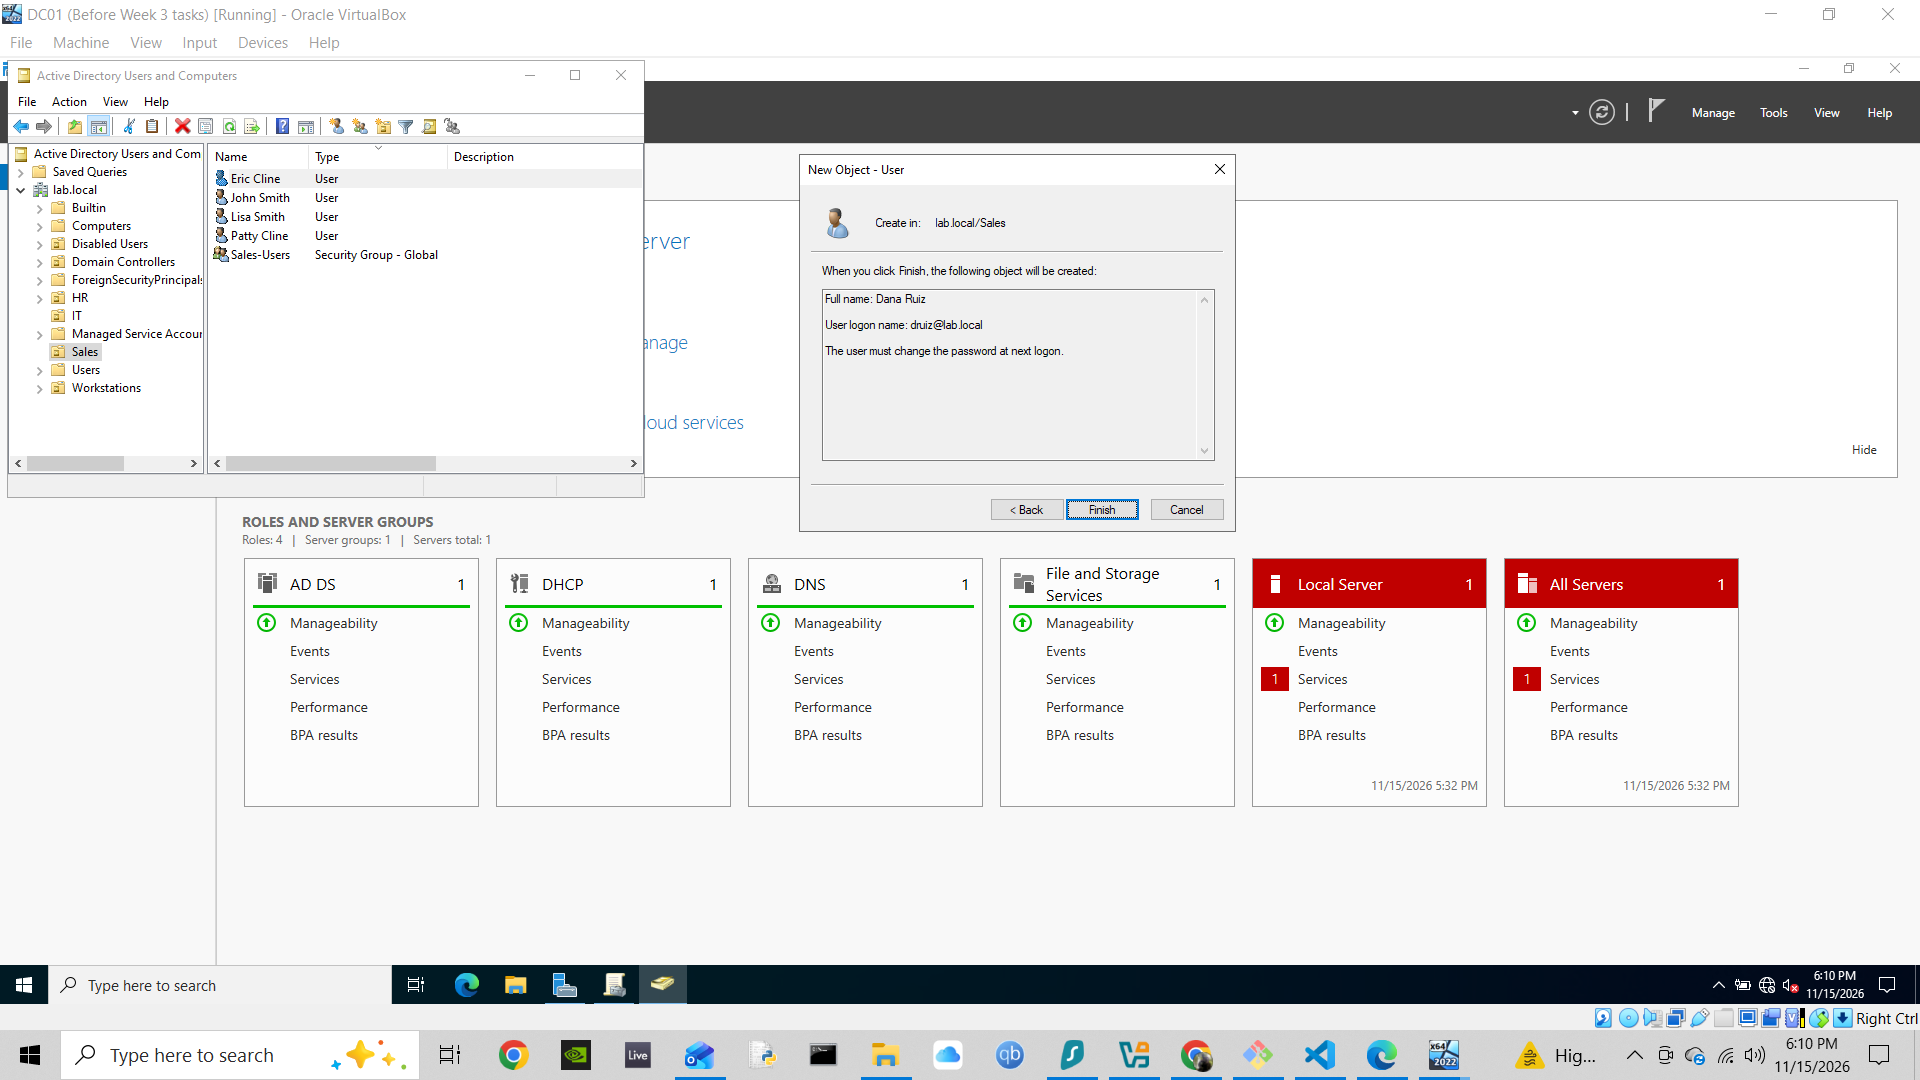 DC01 (Before Week 3 tasks) [Running] - Oracle VirtualBox
File Machine View Input Devices Help
Active Directory Users and Computers
File Action View Help
Manage Tools View Help
Active Directory Users and Com
Saved Queries
lab.local
Builtin
Computers
Disabled Users
Domain Controllers
ForeignSecurityPrincipals
HR
IT
Managed Service Accour
Sales
Users
Workstations
Name Type Description
Eric Cline User
John Smith User
Lisa Smith User
Patty Cline User
Sales-Users Security Group - Global
erver
anage
loud services
Hide
New Object - User
Create in: lab.local/Sales
When you click Finish, the following object will be created:
Full name: Dana Ruiz
User logon name: druiz@lab.local
The user must change the password at next logon.
< Back Finish Cancel
ROLES AND SERVER GROUPS
Roles: 4 | Server groups: 1 | Servers total: 1
AD DS 1
Manageability
Events
Services
Performance
BPA results
DHCP 1
Manageability
Events
Services
Performance
BPA results
DNS 1
Manageability
Events
Services
Performance
BPA results
File and Storage Services 1
Manageability
Events
Services
Performance
BPA results
Local Server 1
Manageability
Events
1 Services
Performance
BPA results
11/15/2026 5:32 PM
All Servers 1
Manageability
Events
1 Services
Performance
BPA results
11/15/2026 5:32 PM
Type here to search
6:10 PM
11/15/2026
Right Ctrl
Type here to search
Live
qb
x64
2022
Hig...
6:10 PM
11/15/2026